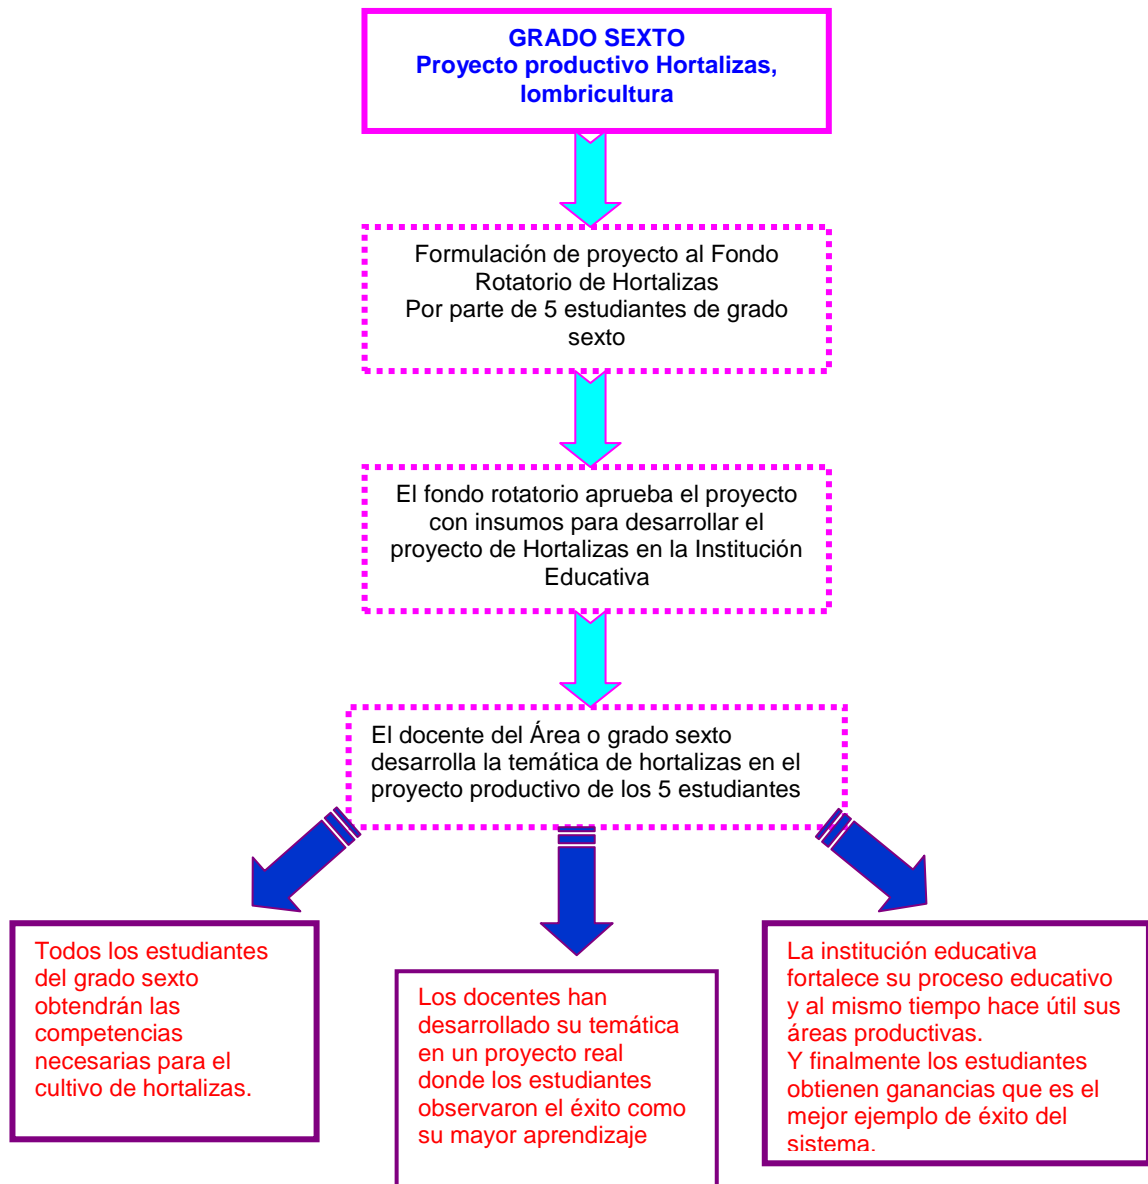 GRADO SEXTO
Proyecto productivo Hortalizas,
lombricultura
Formulación de proyecto al Fondo
Rotatorio de Hortalizas
Por parte de 5 estudiantes de grado
sexto
El fondo rotatorio aprueba el proyecto
con insumos para desarrollar el
proyecto de Hortalizas en la Institución
Educativa
El docente del Área o grado sexto
desarrolla la temática de hortalizas en el
proyecto productivo de los 5 estudiantes
Todos los estudiantes
del grado sexto
obtendrán las
competencias
necesarias para el
cultivo de hortalizas.
Los docentes han
desarrollado su temática
en un proyecto real
donde los estudiantes
observaron el éxito como
su mayor aprendizaje
La institución educativa
fortalece su proceso educativo
y al mismo tiempo hace útil sus
áreas productivas.
Y finalmente los estudiantes
obtienen ganancias que es el
mejor ejemplo de éxito del
sistema.